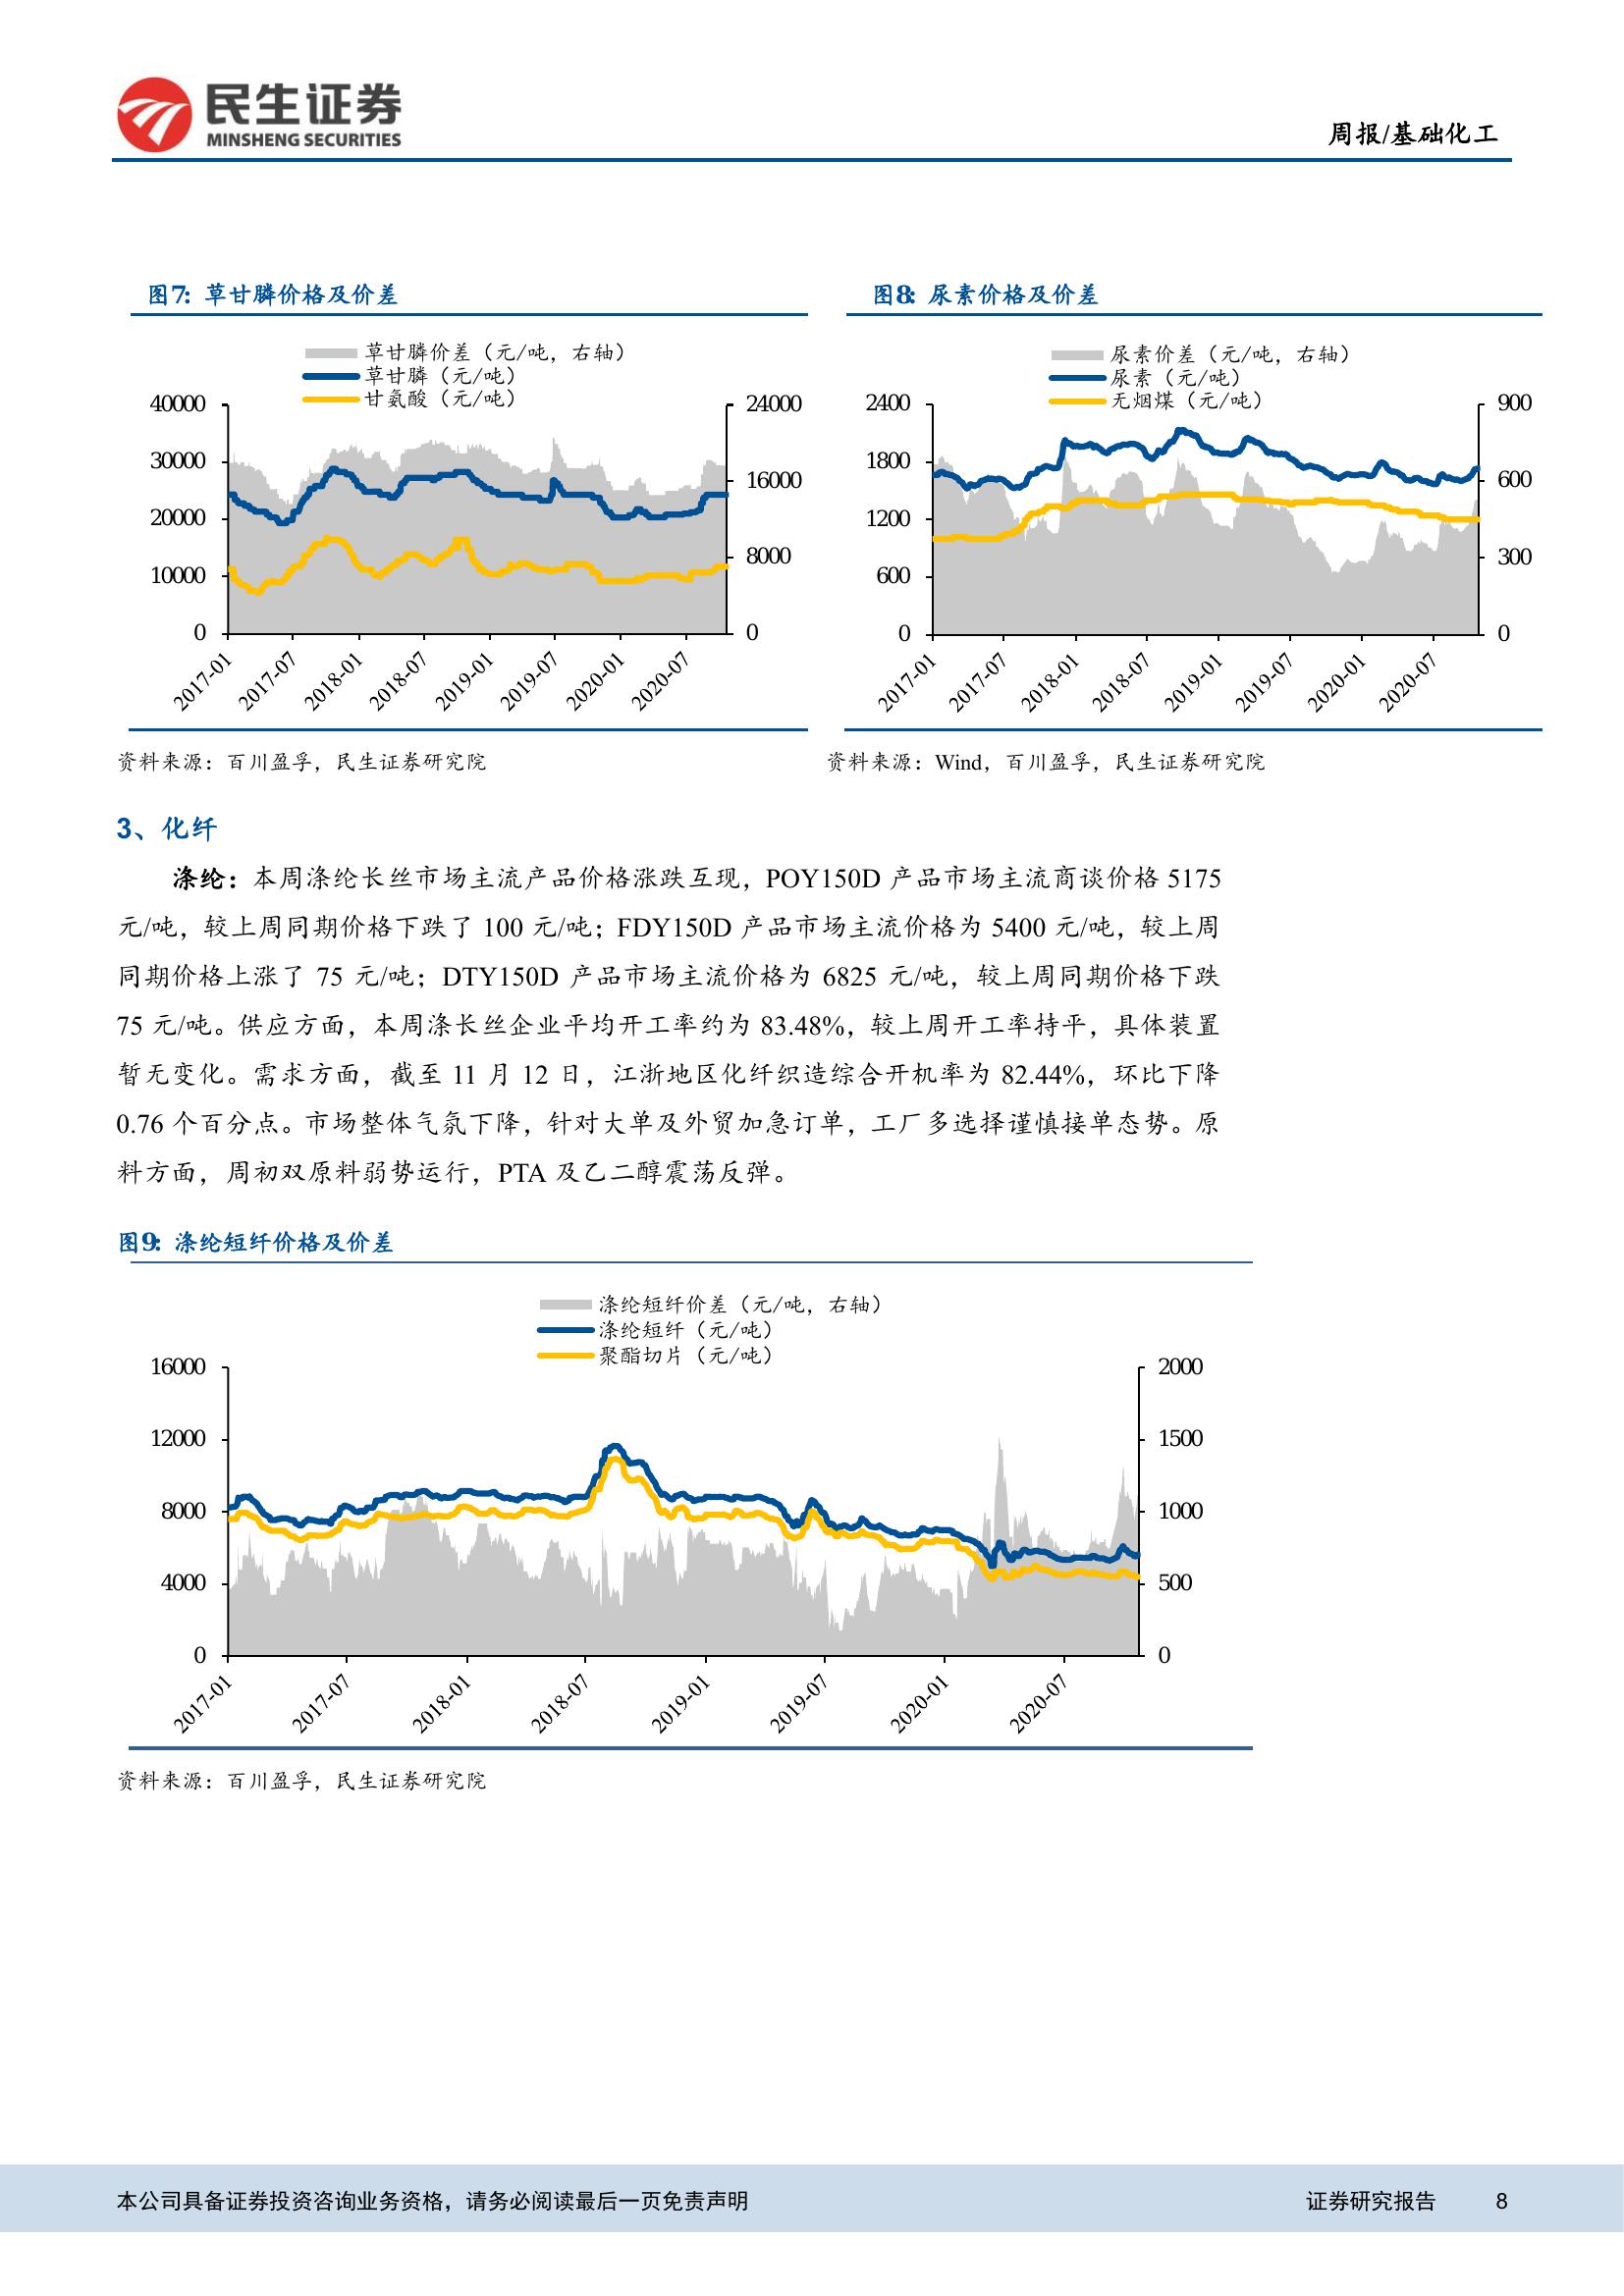 民生证券
MINSHENG SECURITIES
周报/基础化工
图7: 草甘膦价格及价差
草甘膦价差（元/吨，右轴）
草甘膦（元/吨）
甘氨酸（元/吨）
40000
30000
20000
10000
0
24000
16000
8000
0
2017-01
2017-07
2018-01
2018-07
2019-01
2019-07
2020-01
2020-07
资料来源：百川盈孚，民生证券研究院
图8: 尿素价格及价差
尿素价差（元/吨，右轴）
尿素（元/吨）
无烟煤（元/吨）
2400
1800
1200
600
0
900
600
300
0
2017-01
2017-07
2018-01
2018-07
2019-01
2019-07
2020-01
2020-07
资料来源：Wind，百川盈孚，民生证券研究院
3、化纤
涤纶：本周涤纶长丝市场主流产品价格涨跌互现，POY150D 产品市场主流商谈价格 5175
元/吨，较上周同期价格下跌了 100 元/吨；FDY150D 产品市场主流价格为 5400 元/吨，较上周
同期价格上涨了 75 元/吨；DTY150D 产品市场主流价格为 6825 元/吨，较上周同期价格下跌
75 元/吨。供应方面，本周涤长丝企业平均开工率约为 83.48%，较上周开工率持平，具体装置
暂无变化。需求方面，截至 11 月 12 日，江浙地区化纤织造综合开机率为 82.44%，环比下降
0.76 个百分点。市场整体气氛下降，针对大单及外贸加急订单，工厂多选择谨慎接单态势。原
料方面，周初双原料弱势运行，PTA 及乙二醇震荡反弹。
图9: 涤纶短纤价格及价差
涤纶短纤价差（元/吨，右轴）
涤纶短纤（元/吨）
聚酯切片（元/吨）
16000
12000
8000
4000
0
2000
1500
1000
500
0
2017-01
2017-07
2018-01
2018-07
2019-01
2019-07
2020-01
2020-07
资料来源：百川盈孚，民生证券研究院
本公司具备证券投资咨询业务资格，请务必阅读最后一页免责声明
证券研究报告 8